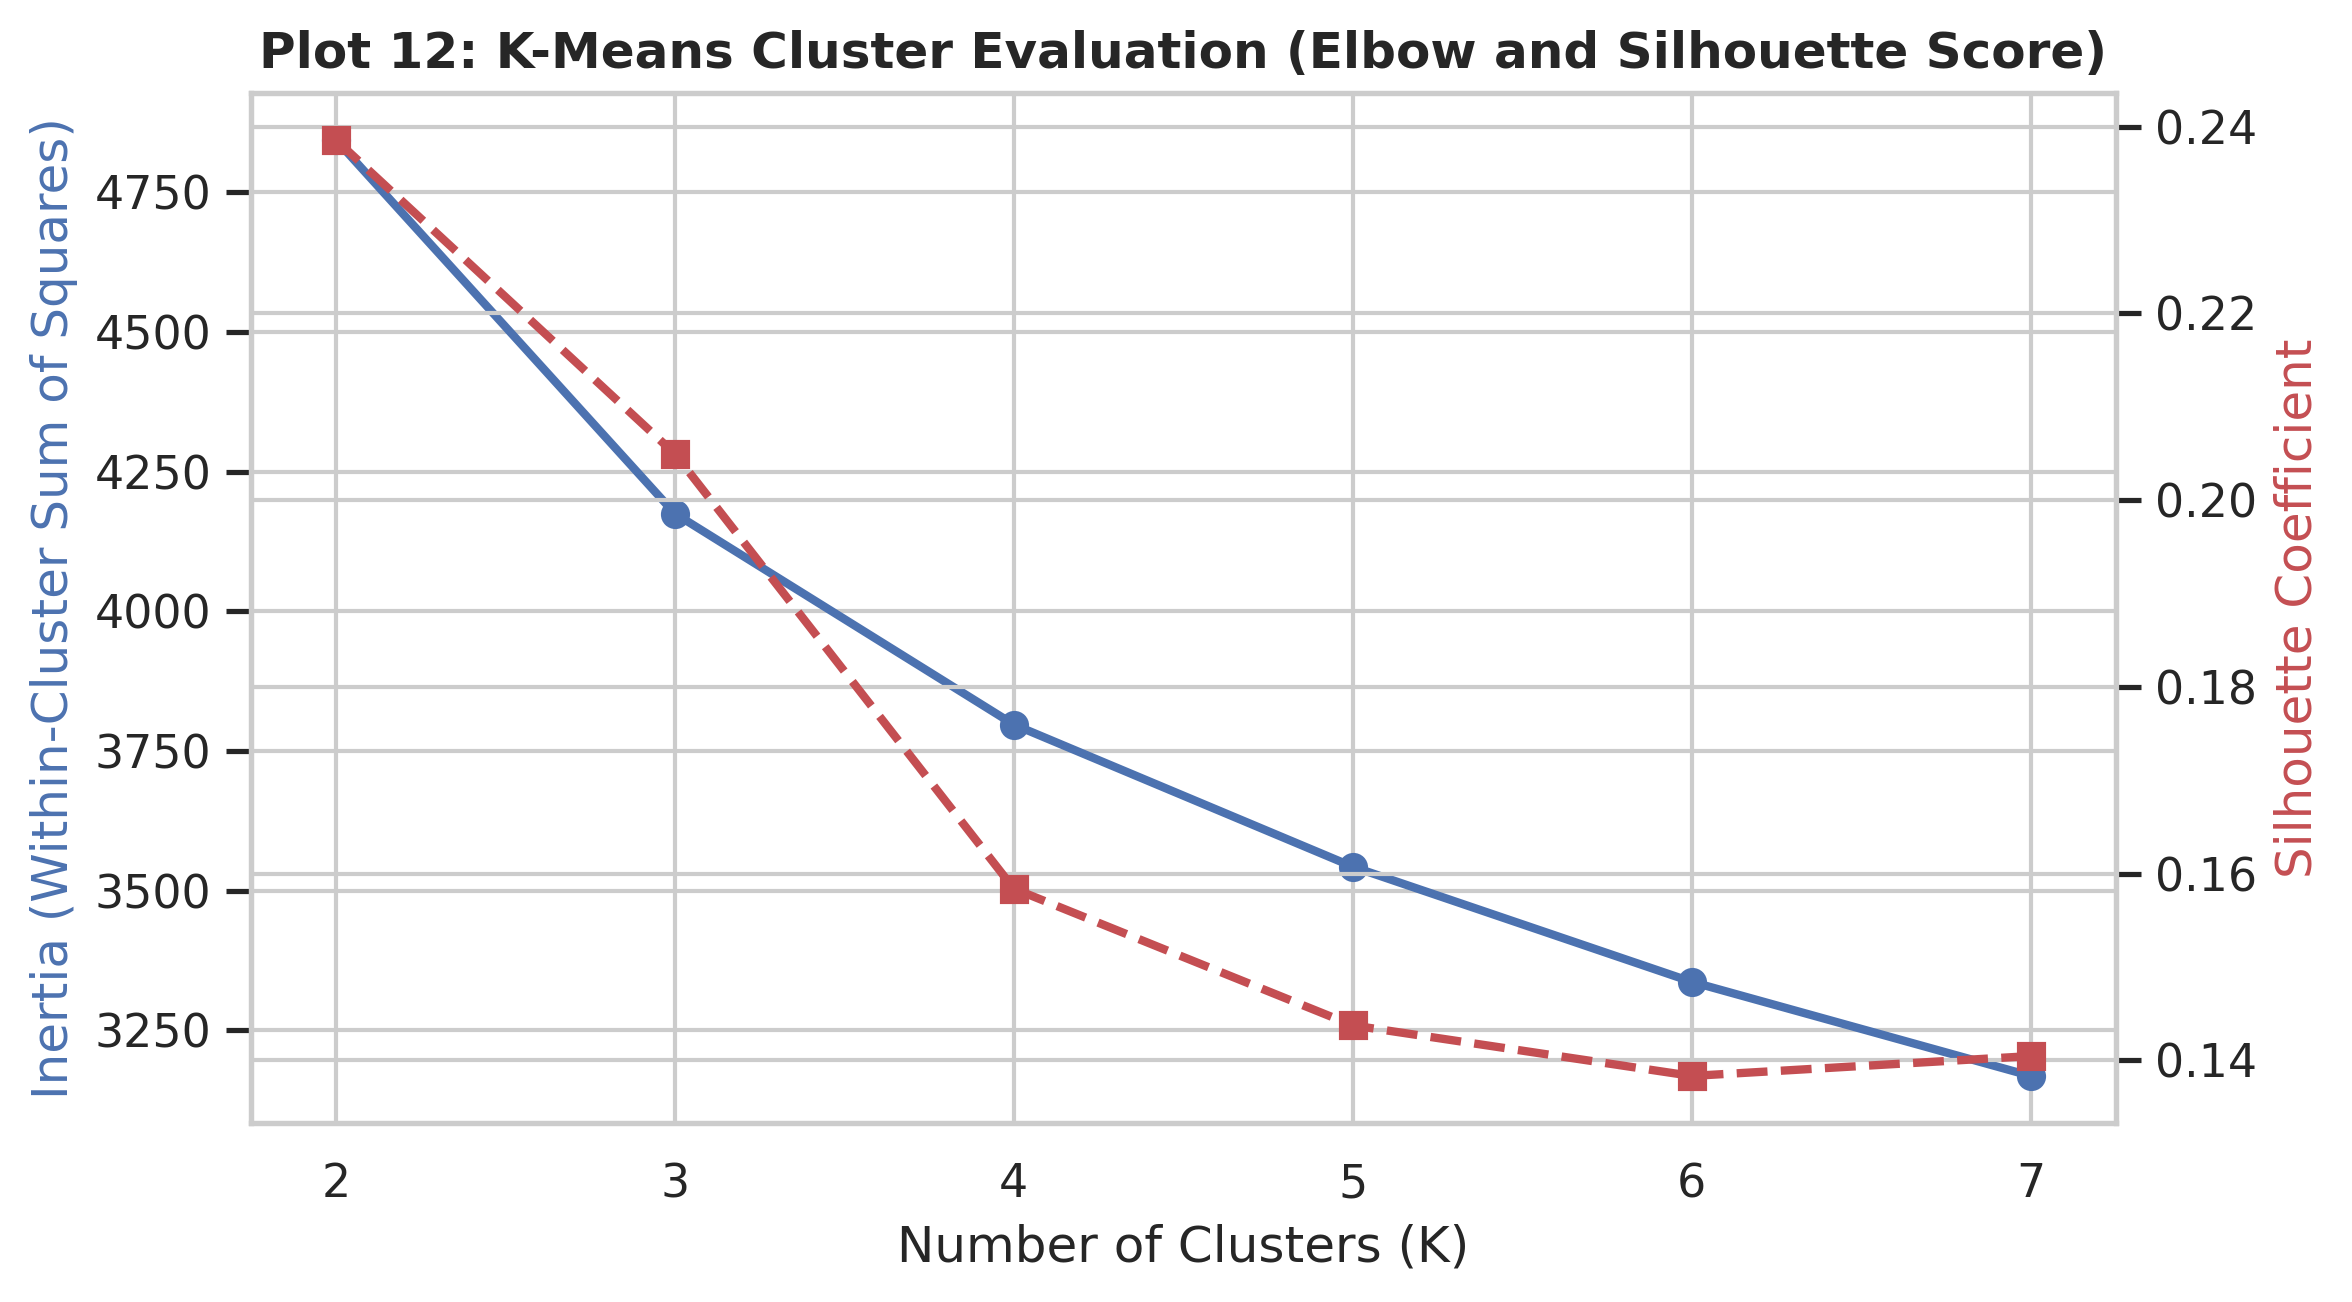 Plot 12: K-Means Cluster Evaluation (Elbow and Silhouette Score)
Inertia (Within-Cluster Sum of Squares)
4750
4500
4250
4000
3750
3500
3250
0.24
0.22
0.20
0.18
0.16
0.14
Silhouette Coefficient
2 3 4 5 6 7
Number of Clusters (K)